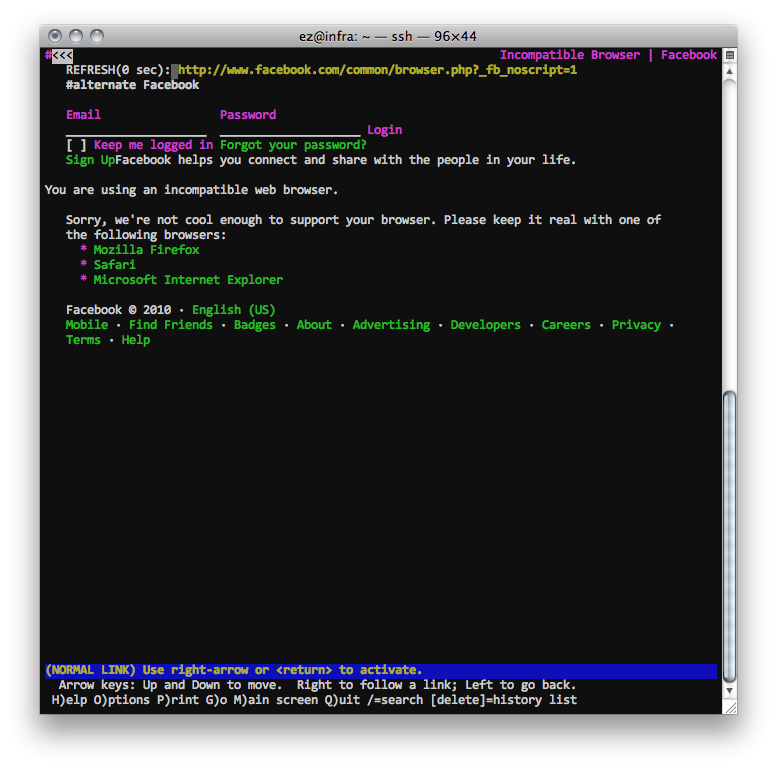 ez@infra: ~ — ssh — 96×44
#<<< Incompatible Browser | Facebook
REFRESH(0 sec): http://www.facebook.com/common/browser.php?_fb_noscript=1
#alternate Facebook
Email Password
____________________ ____________________ Login
[ ] Keep me logged in Forgot your password?
Sign UpFacebook helps you connect and share with the people in your life.
You are using an incompatible web browser.
Sorry, we're not cool enough to support your browser. Please keep it real with one of
the following browsers:
* Mozilla Firefox
* Safari
* Microsoft Internet Explorer
Facebook © 2010 · English (US)
Mobile · Find Friends · Badges · About · Advertising · Developers · Careers · Privacy ·
Terms · Help
(NORMAL LINK) Use right-arrow or <return> to activate.
Arrow keys: Up and Down to move.  Right to follow a link; Left to go back.
H)elp O)ptions P)rint G)o M)ain screen Q)uit /=search [delete]=history list